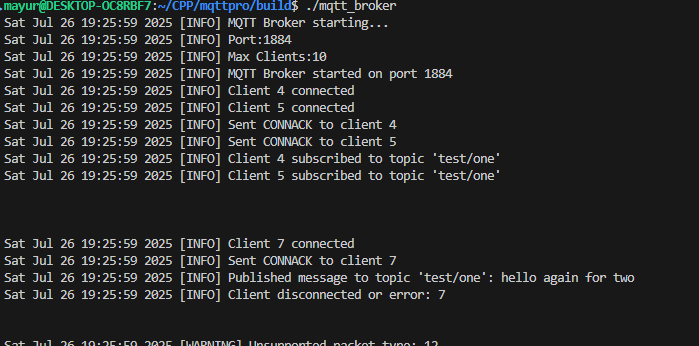 .mayur@DESKTOP-OC8RBF7:~/CPP/mqttpro/build$ ./mqtt_broker
Sat Jul 26 19:25:59 2025 [INFO] MQTT Broker starting...
Sat Jul 26 19:25:59 2025 [INFO] Port:1884
Sat Jul 26 19:25:59 2025 [INFO] Max Clients:10
Sat Jul 26 19:25:59 2025 [INFO] MQTT Broker started on port 1884
Sat Jul 26 19:25:59 2025 [INFO] Client 4 connected
Sat Jul 26 19:25:59 2025 [INFO] Client 5 connected
Sat Jul 26 19:25:59 2025 [INFO] Sent CONNACK to client 4
Sat Jul 26 19:25:59 2025 [INFO] Sent CONNACK to client 5
Sat Jul 26 19:25:59 2025 [INFO] Client 4 subscribed to topic 'test/one'
Sat Jul 26 19:25:59 2025 [INFO] Client 5 subscribed to topic 'test/one'
Sat Jul 26 19:25:59 2025 [INFO] Client 7 connected
Sat Jul 26 19:25:59 2025 [INFO] Sent CONNACK to client 7
Sat Jul 26 19:25:59 2025 [INFO] Published message to topic 'test/one': hello again for two
Sat Jul 26 19:25:59 2025 [INFO] Client disconnected or error: 7
Sat Jul 26 19:25:59 2025 [WARNING] Unsupported packet type: 12